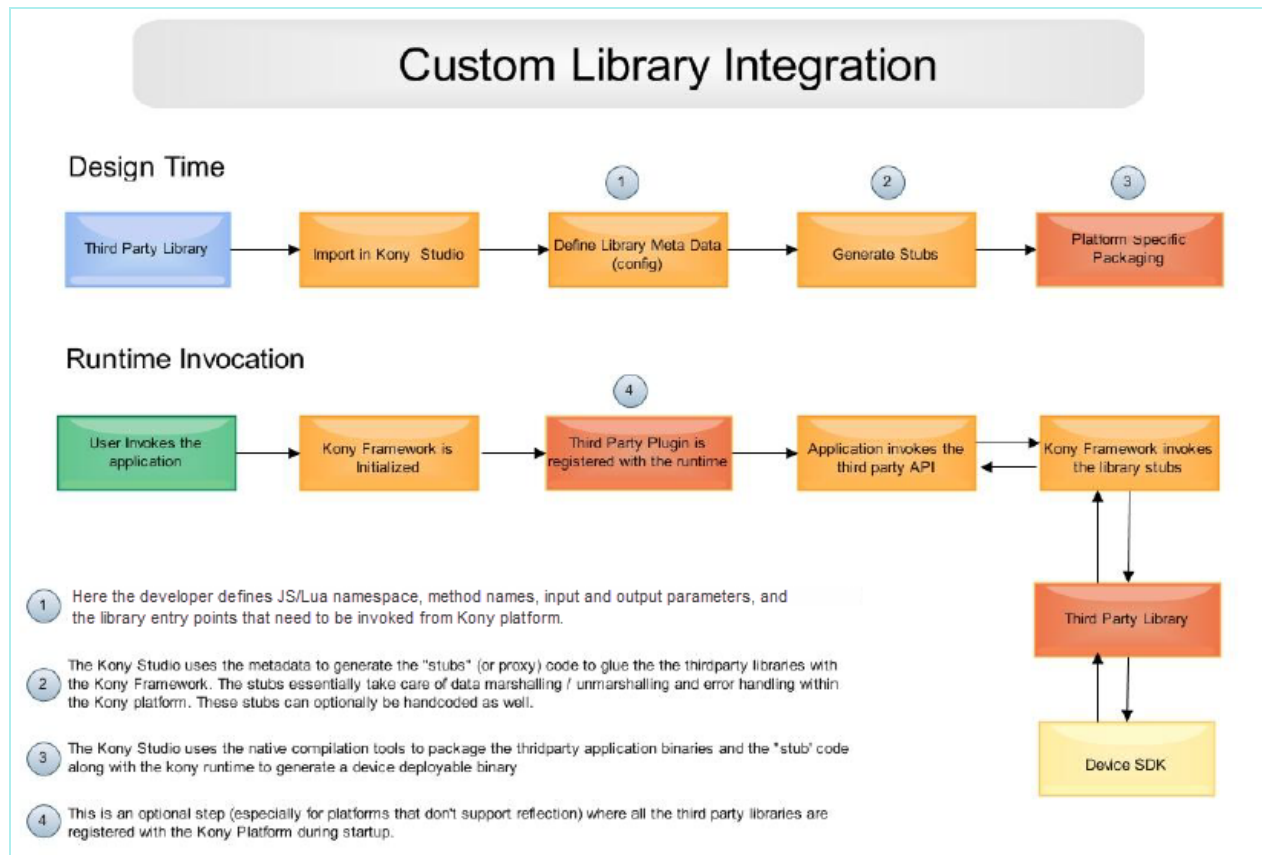 Custom Library Integration
Design Time
1
2
3
Third Party Library
Import in Kony Studio
Define Library Meta Data
(config)
Generate Stubs
Platform Specific
Packaging
Runtime Invocation
4
User Invokes the
application
Kony Framework is
Initialized
Third Party Plugin is
registered with the runtime
Application invokes the
third party API
Kony Framework invokes
the library stubs
Third Party Library
Device SDK
1
Here the developer defines JS/Lua namespace, method names, input and output parameters, and
the library entry points that need to be invoked from Kony platform.
2
The Kony Studio uses the metadata to generate the "stubs" (or proxy) code to glue the the thirdparty libraries with
the Kony Framework. The stubs essentially take care of data marshalling / unmarshalling and error handling within
the Kony platform. These stubs can optionally be handcoded as well.
3
The Kony Studio uses the native compilation tools to package the thridparty application binaries and the "stub' code
along with the kony runtime to generate a device deployable binary
4
This is an optional step (especially for platforms that don't support reflection) where all the third party libraries are
registered with the Kony Platform during startup.